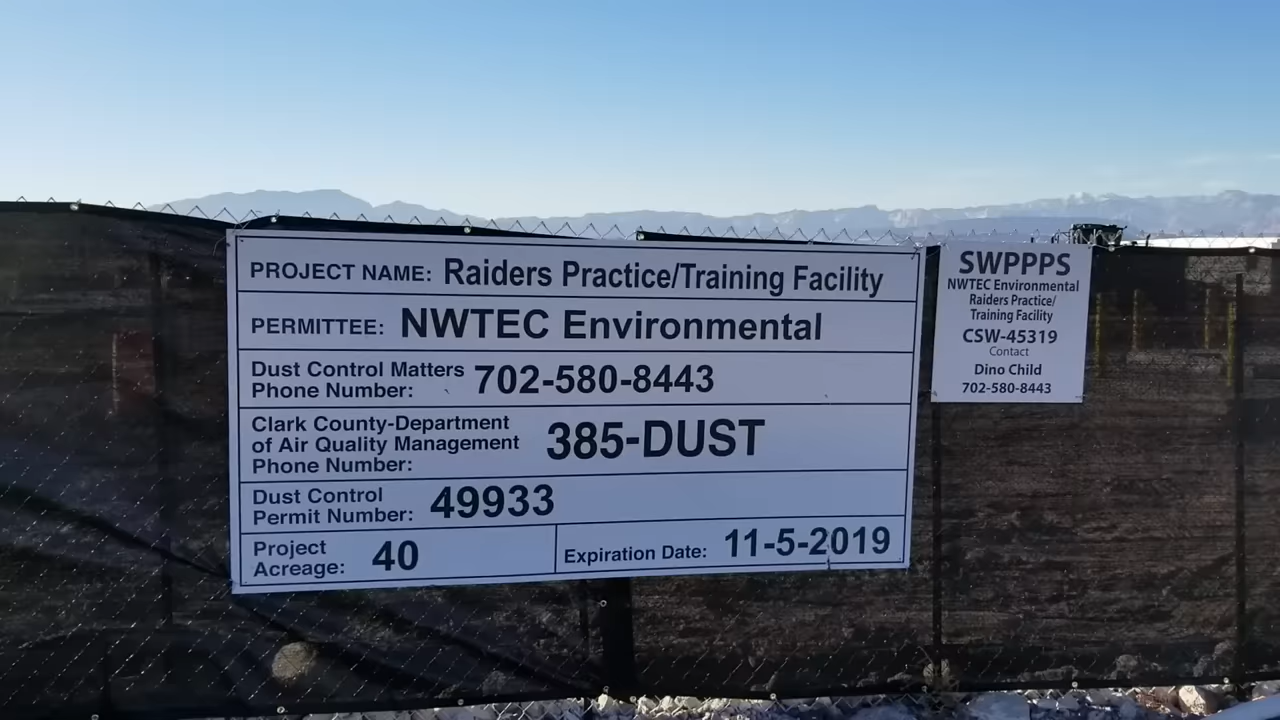 PROJECT NAME: Raiders Practice/Training Facility
PERMITTEE: NWTEC Environmental
Dust Control Matters
Phone Number: 702-580-8443
Clark County-Department
of Air Quality Management
Phone Number: 385-DUST
Dust Control
Permit Number: 49933
Project
Acreage: 40
Expiration Date: 11-5-2019
SWPPPS
NWTEC Environmental
Raiders Practice/
Training Facility
CSW-45319
Contact
Dino Child
702-580-8443